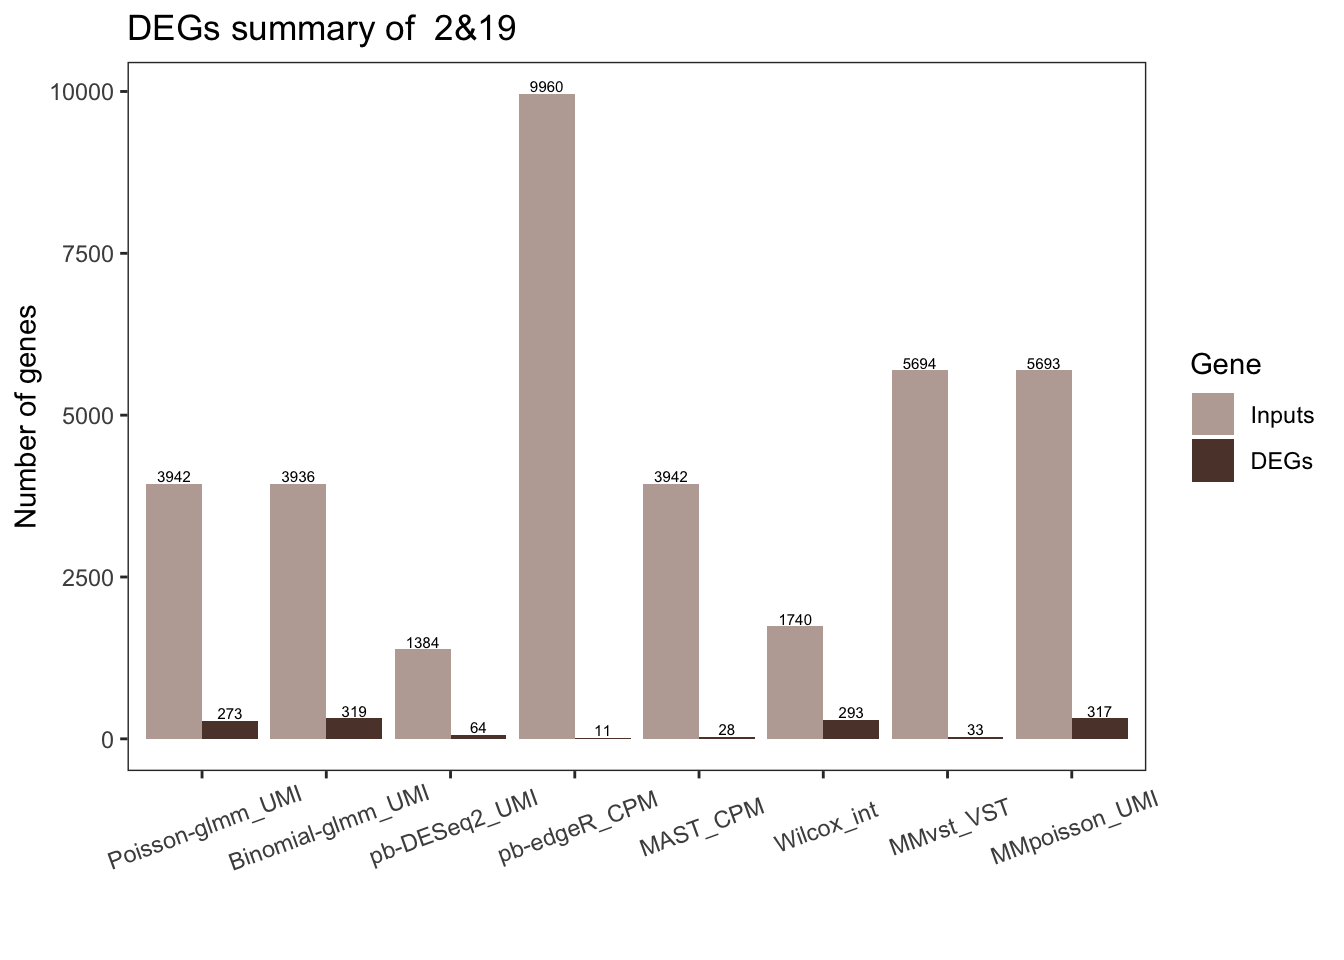 DEGs summary of  2&19
Number of genes
10000
7500
5000
2500
0
3942
273
3936
319
1384
64
9960
11
3942
28
1740
293
5694
33
5693
317
Poisson-glmm_UMI
Binomial-glmm_UMI
pb-DESeq2_UMI
pb-edgeR_CPM
MAST_CPM
Wilcox_int
MMvst_VST
MMpoisson_UMI
Gene
Inputs
DEGs